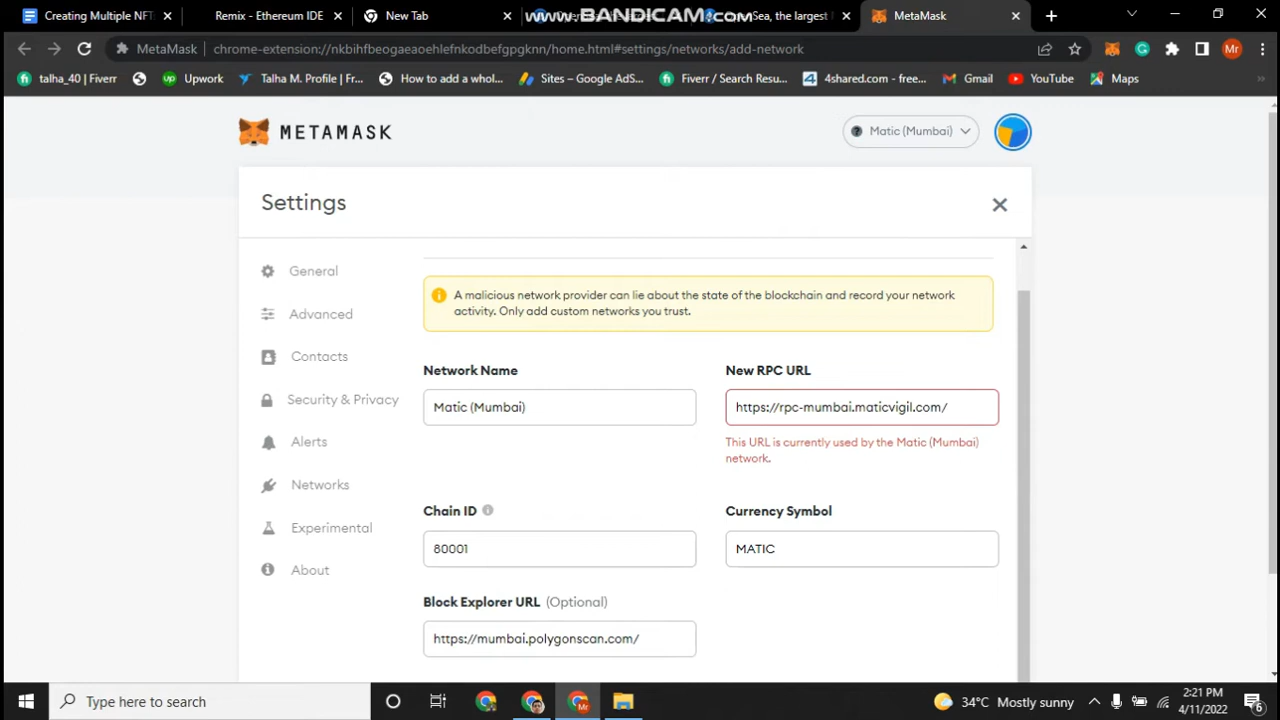 Creating Multiple NFT
Remix - Ethereum IDE
New Tab
www.BANDICAM.com
Sea, the largest
MetaMask
MetaMask
chrome-extension://nkbihfbeogaeaoehlefnkodbefgpgknn/home.html#settings/networks/add-network
Mr
talha_40 | Fiverr
Upwork
Talha M. Profile | Fr...
How to add a whol...
Sites – Google AdS...
Fiverr / Search Resu...
4shared.com - free...
Gmail
YouTube
Maps
METAMASK
Matic (Mumbai)
Settings
General
Advanced
Contacts
Security & Privacy
Alerts
Networks
Experimental
About
A malicious network provider can lie about the state of the blockchain and record your network
activity. Only add custom networks you trust.
Network Name
New RPC URL
Matic (Mumbai)
https://rpc-mumbai.maticvigil.com/
This URL is currently used by the Matic (Mumbai)
network.
Chain ID
Currency Symbol
80001
MATIC
Block Explorer URL (Optional)
https://mumbai.polygonscan.com/
Type here to search
34°C Mostly sunny
2:21 PM
4/11/2022
6